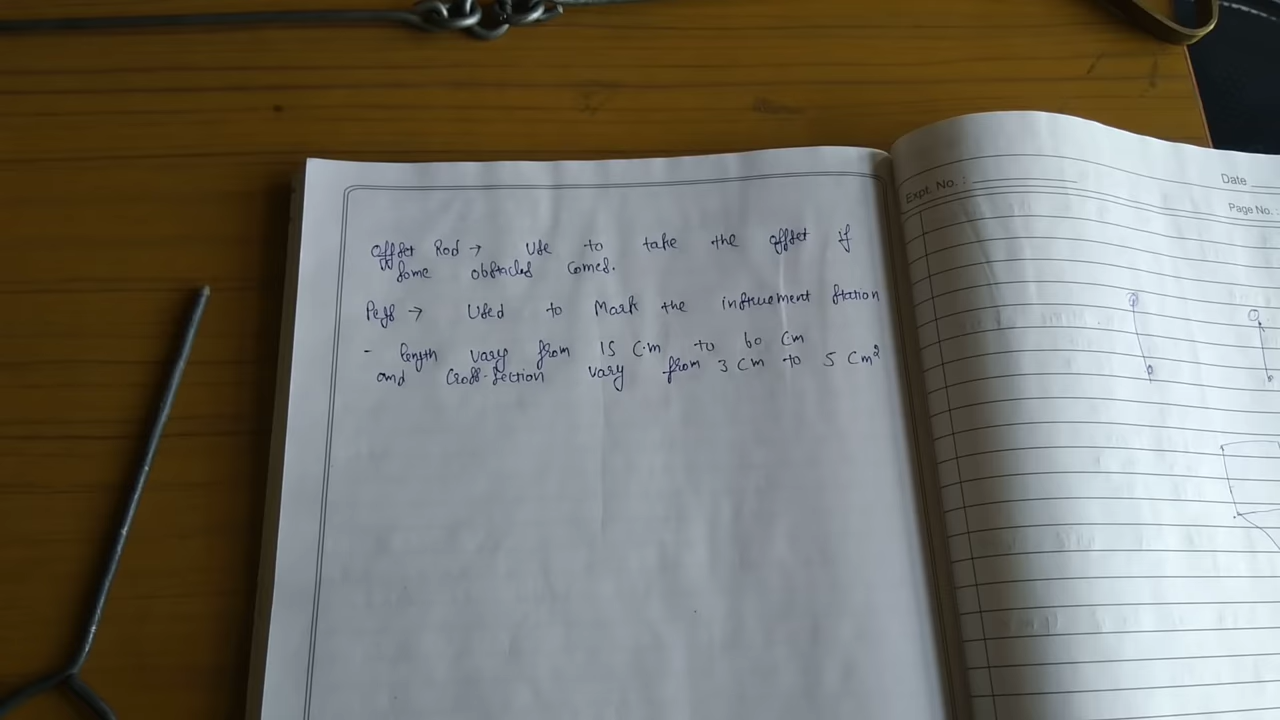 offset Rod → Use to take the offset if
some obstacles comes.
Pegs → Used to Mark the instruement station
- length vary from 15 cm to 60 cm
and cross-section vary from 3 cm to 5 cm²
Expt. No. :
Date
Page No. :